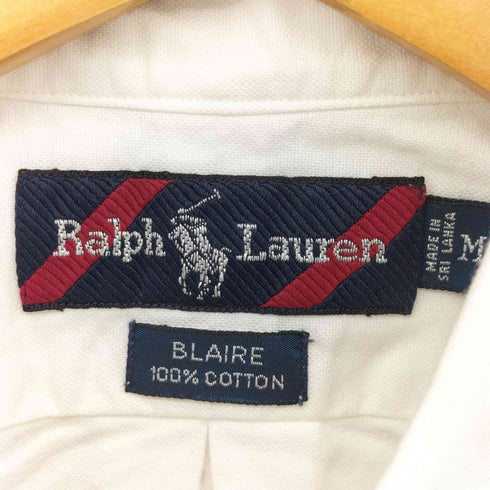 Ralph Lauren
MADE IN
SRI LANKA
M
BLAIRE
100% COTTON